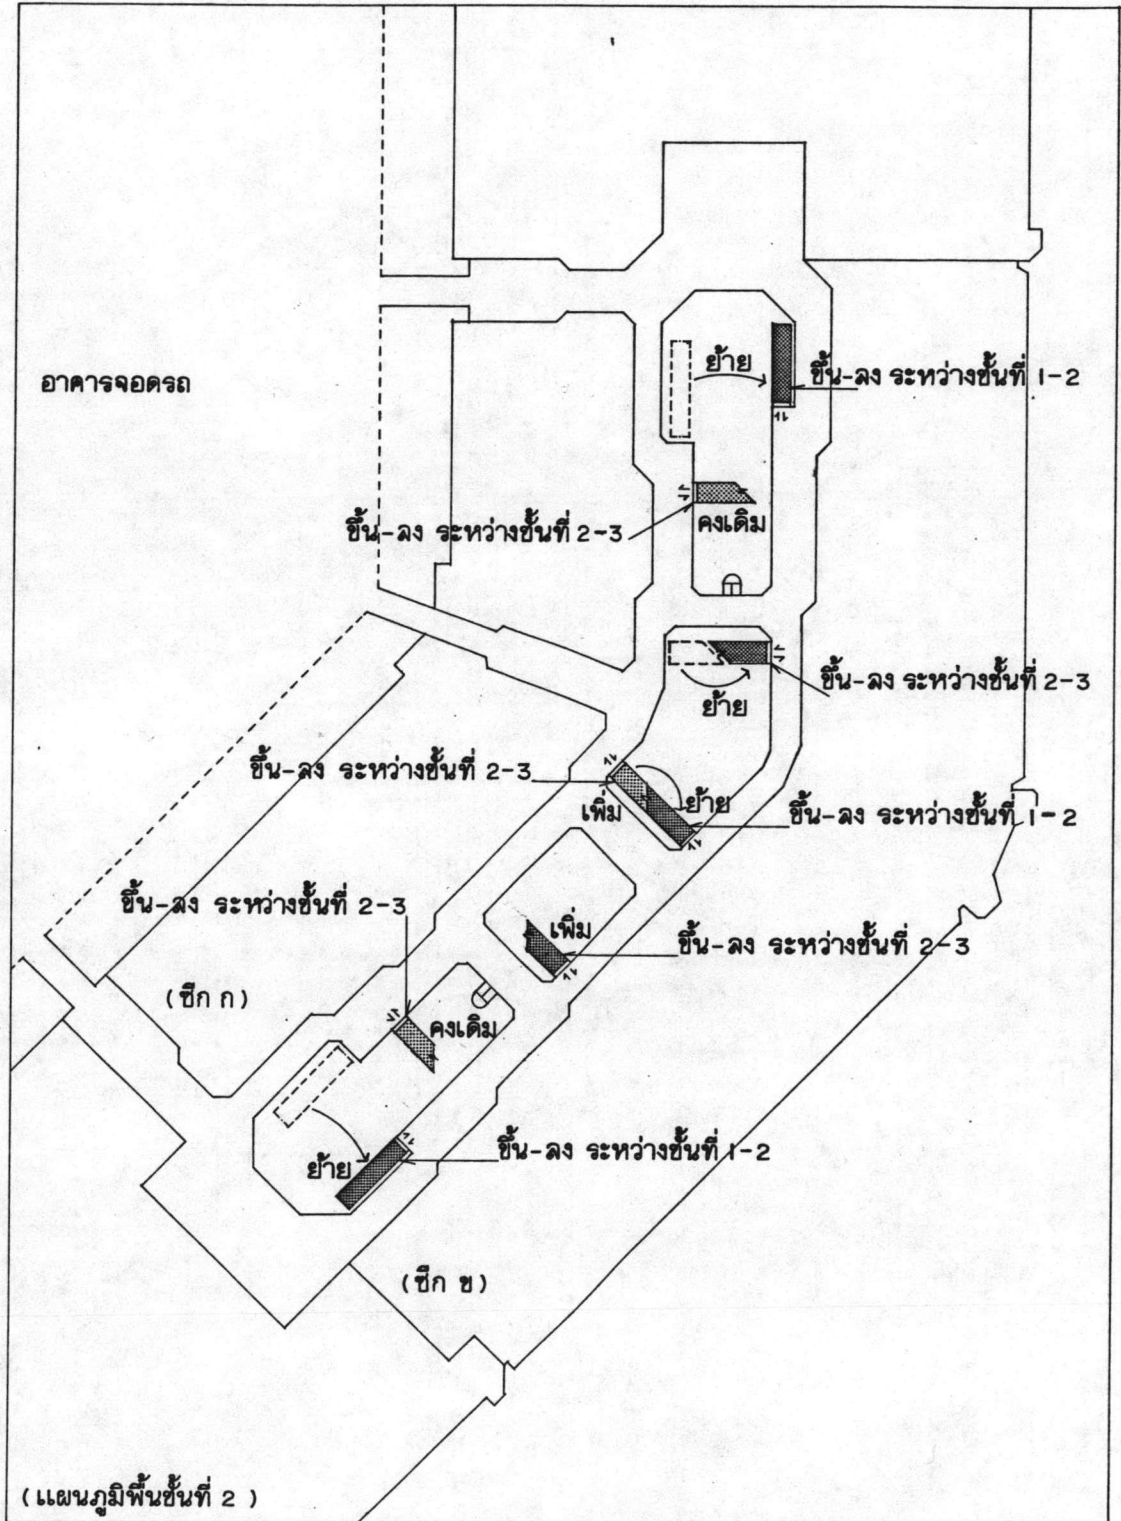 อาคารจอดรถ
ย้าย
ขึ้น-ลง ระหว่างชั้นที่ 1-2
ขึ้น-ลง ระหว่างชั้นที่ 2-3
คงเดิม
ขึ้น-ลง ระหว่างชั้นที่ 2-3
ย้าย
ขึ้น-ลง ระหว่างชั้นที่ 2-3
เพิ่ม
ย้าย
ขึ้น-ลง ระหว่างชั้นที่ 1-2
ขึ้น-ลง ระหว่างชั้นที่ 2-3
เพิ่ม
ขึ้น-ลง ระหว่างชั้นที่ 2-3
(ซีก ก)
คงเดิม
ขึ้น-ลง ระหว่างชั้นที่ 1-2
ย้าย
(ซีก ข)
(แผนภูมิพื้นชั้นที่ 2 )